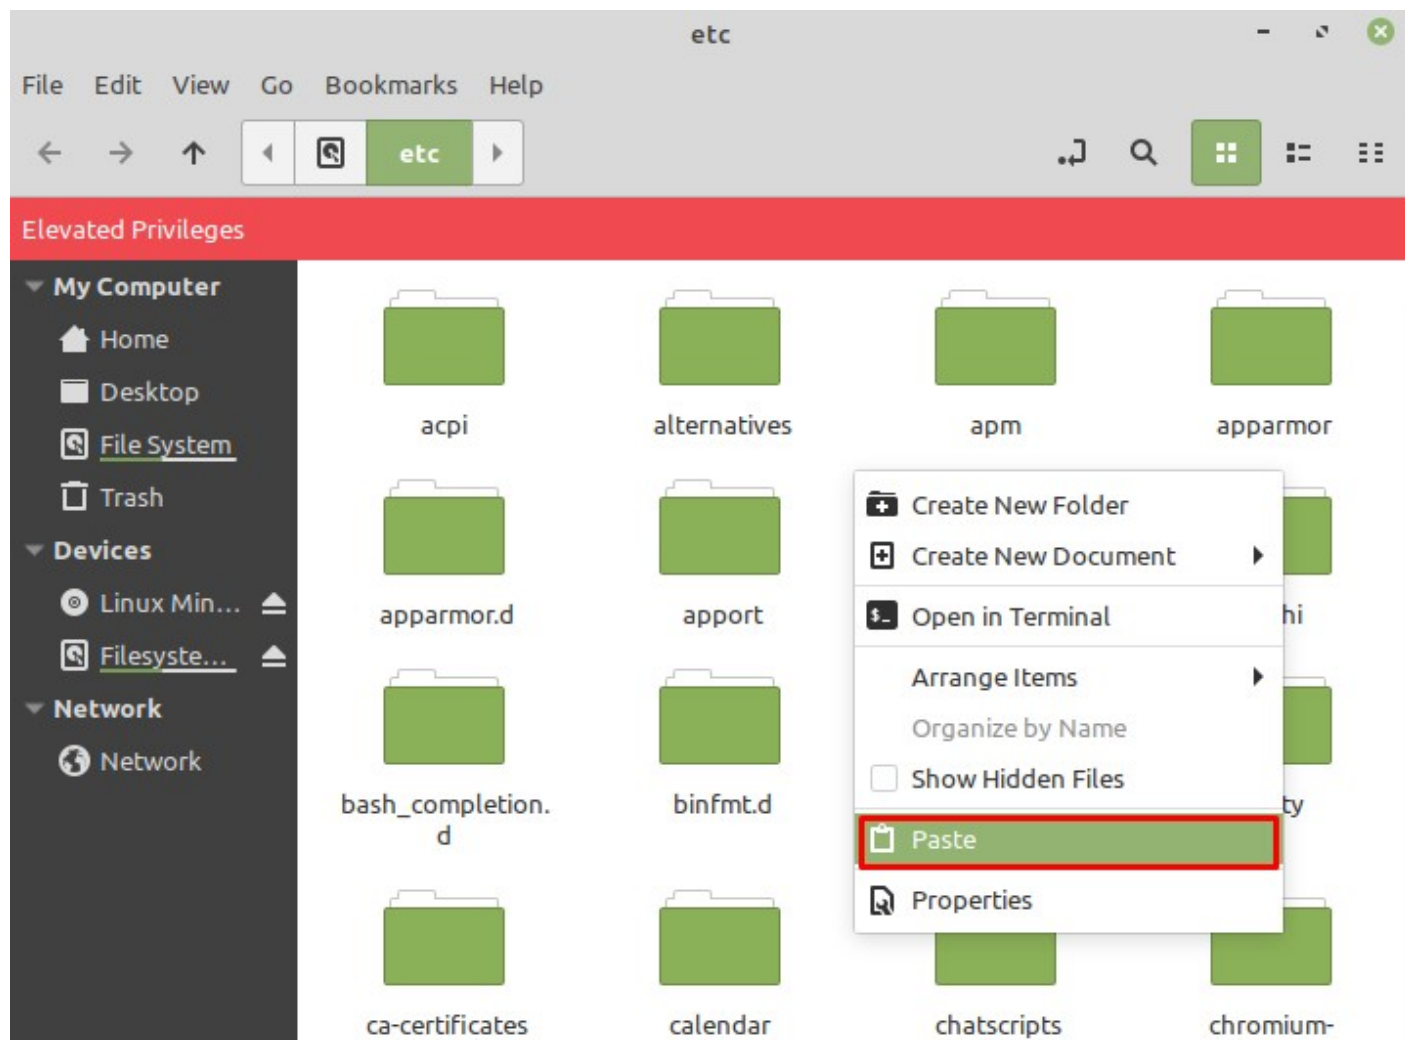 etc
File Edit View Go Bookmarks Help
etc
Elevated Privileges
My Computer
Home
Desktop
File System
Trash
Devices
Linux Min...
Filesyste...
Network
Network
acpi alternatives apm apparmor
apparmor.d apport hi
bash_completion. binfmt.d ty
d
ca-certificates calendar chatscripts chromium-
Create New Folder
Create New Document
$_ Open in Terminal
Arrange Items
Organize by Name
Show Hidden Files
Paste
Properties